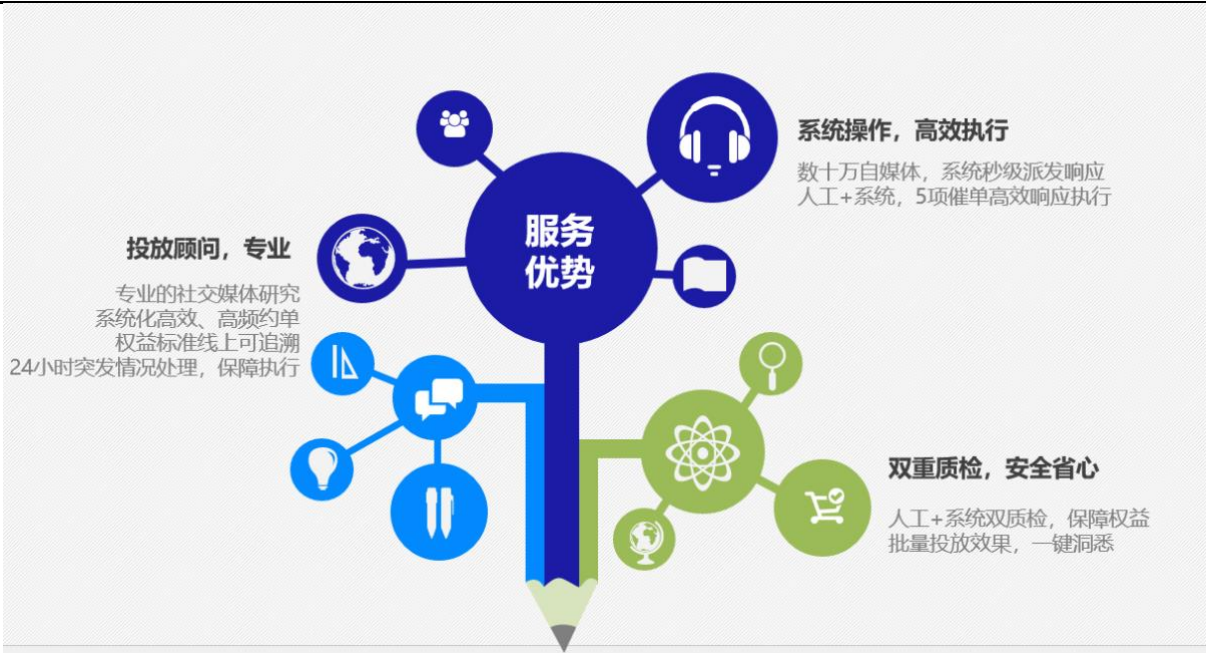 服务
优势
系统操作，高效执行
数十万自媒体，系统秒级派发响应
人工+系统，5项催单高效响应执行
投放顾问，专业
专业的社交媒体研究
系统化高效、高频约单
权益标准线上可追溯
24小时突发情况处理，保障执行
双重质检，安全省心
人工+系统双质检，保障权益
批量投放效果，一键洞悉